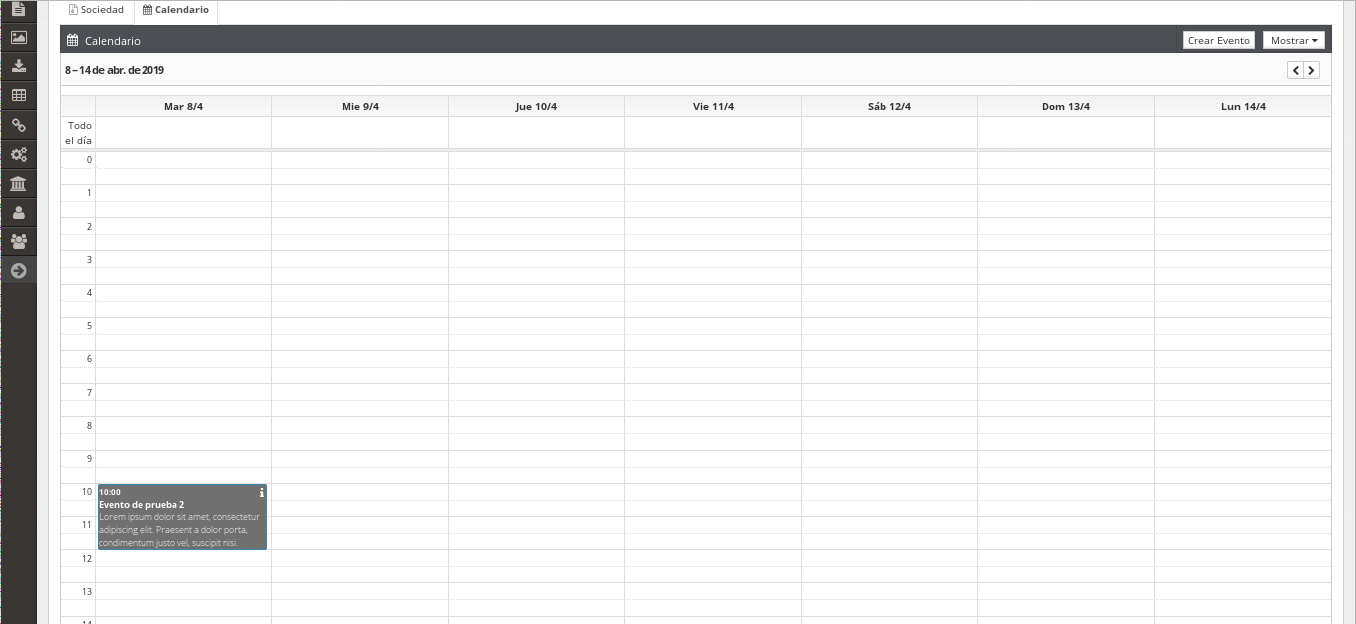 Sociedad
Calendario
Calendario
Crear Evento
Mostrar
8 – 14 de abr. de 2019
Mar 8/4
Mie 9/4
Jue 10/4
Vie 11/4
Sáb 12/4
Dom 13/4
Lun 14/4
Todo
el día
0
1
2
3
4
5
6
7
8
9
10
10:00
Evento de prueba 2
Lorem ipsum dolor sit amet, consectetur
adipiscing elit. Praesent a dolor porta,
condimentum justo vel, suscipit nisi.
11
12
13
14